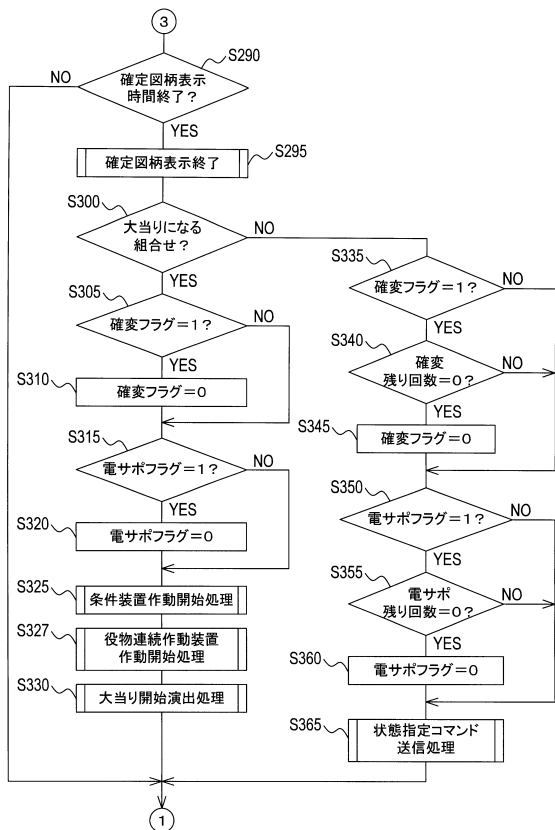 3
S290
NO
確定図柄表示
時間終了？
YES
確定図柄表示終了
S295
S300
大当りになる
組合せ？
NO
YES
S305
確変フラグ＝1？
NO
YES
S310
確変フラグ＝0
S315
電サポフラグ＝1？
NO
YES
S320
電サポフラグ＝0
S325
条件装置作動開始処理
S327
役物連続作動装置
作動開始処理
S330
大当り開始演出処理
S335
確変フラグ＝1？
NO
YES
S340
確変
残り回数＝0？
NO
YES
S345
確変フラグ＝0
S350
電サポフラグ＝1？
NO
YES
S355
電サポ
残り回数＝0？
NO
YES
S360
電サポフラグ＝0
S365
状態指定コマンド
送信処理
1